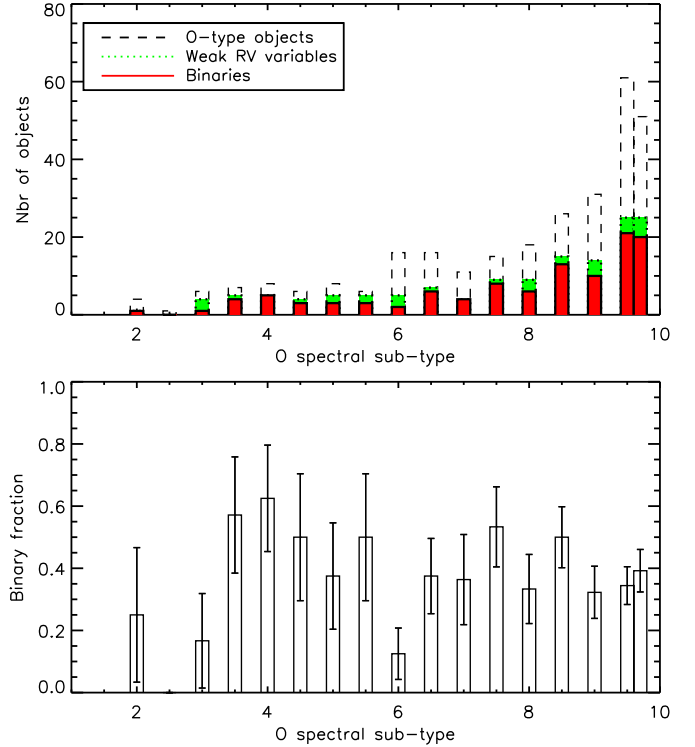 80
60
40
20
0
Nbr of objects
O-type objects
Weak RV variables
Binaries
2 4 6 8 10
O spectral sub-type
1.0
0.8
0.6
0.4
0.2
0.0
Binary fraction
2 4 6 8 10
O spectral sub-type